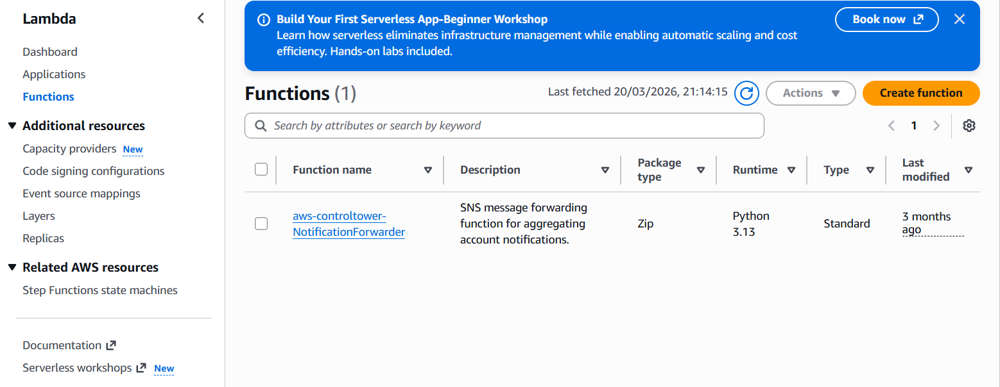 Lambda
Dashboard
Applications
Functions
Additional resources
Capacity providers New
Code signing configurations
Event source mappings
Layers
Replicas
Related AWS resources
Step Functions state machines
Documentation
Serverless workshops New
Build Your First Serverless App-Beginner Workshop
Learn how serverless eliminates infrastructure management while enabling automatic scaling and cost
efficiency. Hands-on labs included.
Book now
Functions (1)
Last fetched 20/03/2026, 21:14:15
Actions
Create function
Search by attributes or search by keyword
1
Function name
Description
Package
type
Runtime
Type
Last
modified
aws-controltower-
NotificationForwarder
SNS message forwarding
function for aggregating
account notifications.
Zip
Python
3.13
Standard
3 months
ago